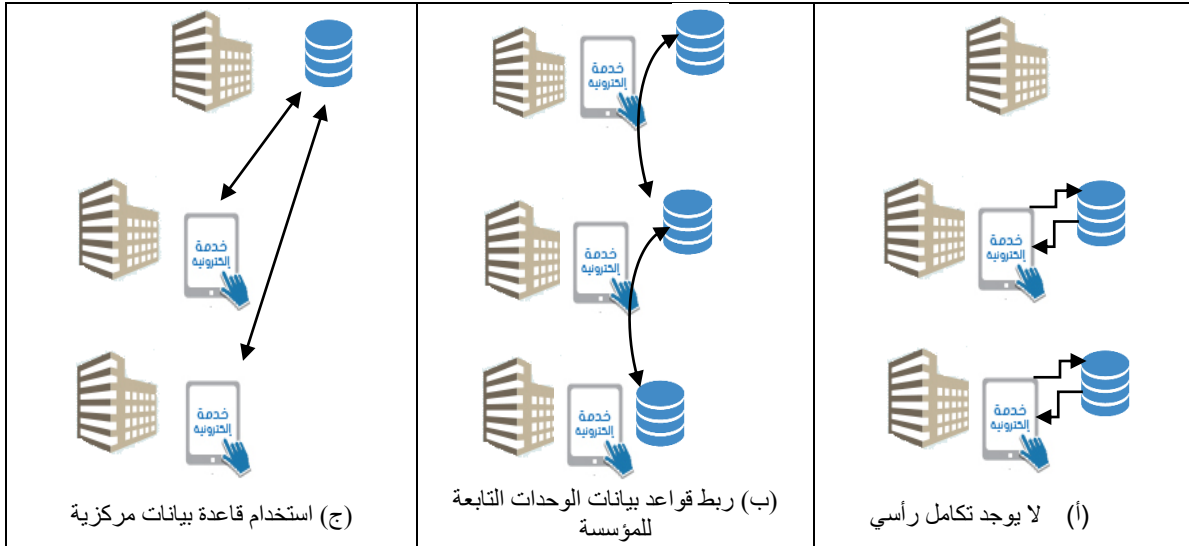 خدمة
إلكترونية
خدمة
إلكترونية
(أ) لا يوجد تكامل رأسي
خدمة
إلكترونية
خدمة
إلكترونية
خدمة
إلكترونية
(ب) ربط قواعد بيانات الوحدات التابعة
للمؤسسة
خدمة
إلكترونية
خدمة
إلكترونية
(ج) استخدام قاعدة بيانات مركزية